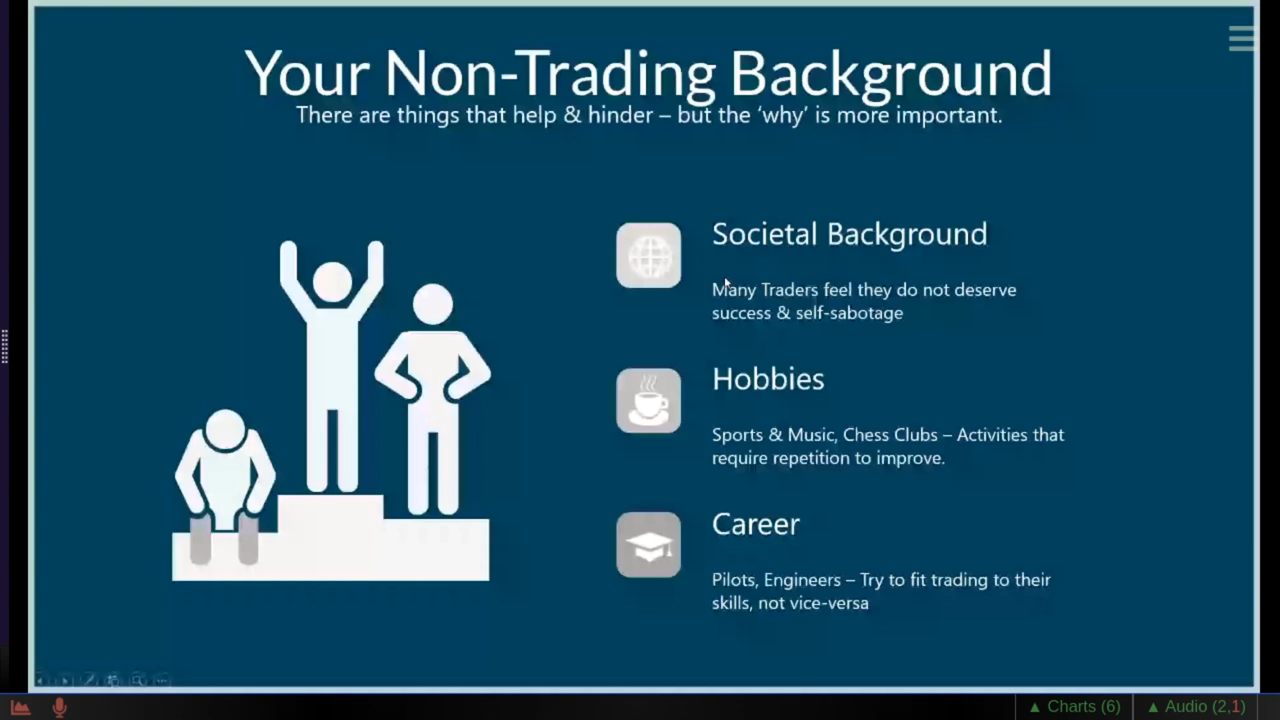 Your Non-Trading Background
There are things that help & hinder – but the ‘why’ is more important.
Societal Background
Many Traders feel they do not deserve
success & self-sabotage
Hobbies
Sports & Music, Chess Clubs – Activities that
require repetition to improve.
Career
Pilots, Engineers – Try to fit trading to their
skills, not vice-versa
▲ Charts (6) ▲ Audio (2,1)